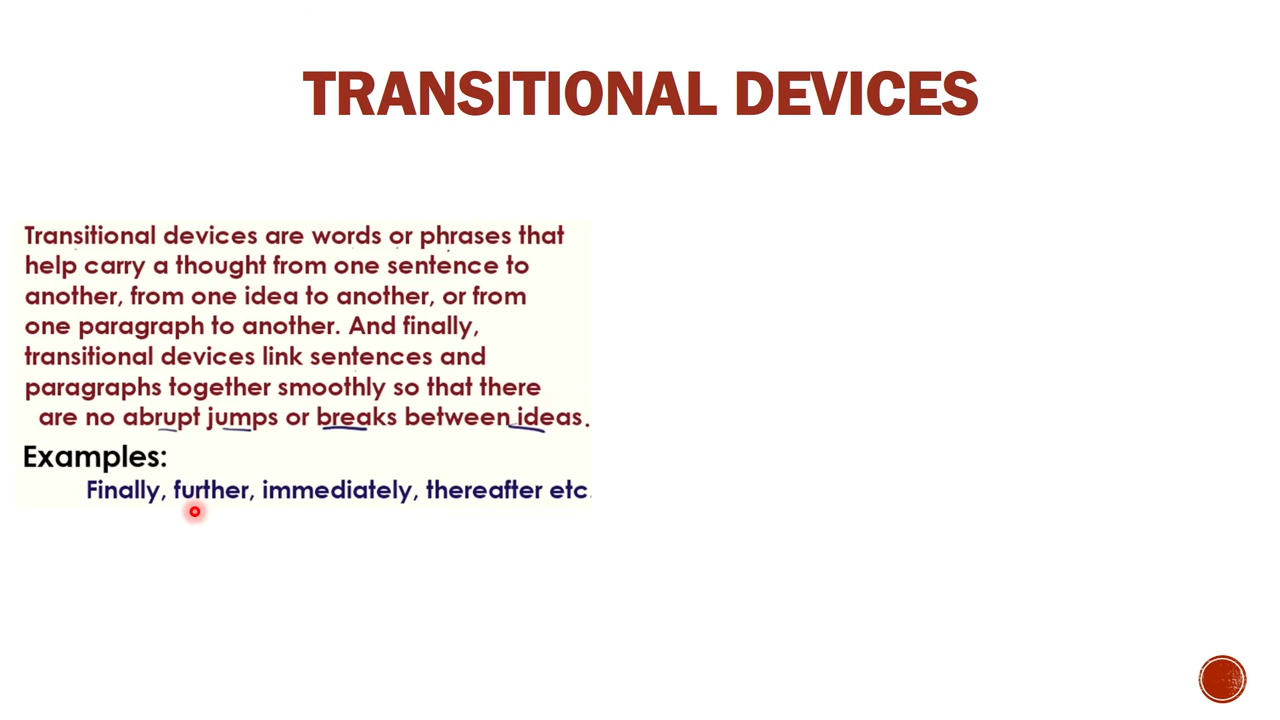 TRANSITIONAL DEVICES
Transitional devices are words or phrases that
help carry a thought from one sentence to
another, from one idea to another, or from
one paragraph to another. And finally,
transitional devices link sentences and
paragraphs together smoothly so that there
are no abrupt jumps or breaks between ideas.
Examples:
Finally, further, immediately, thereafter etc.